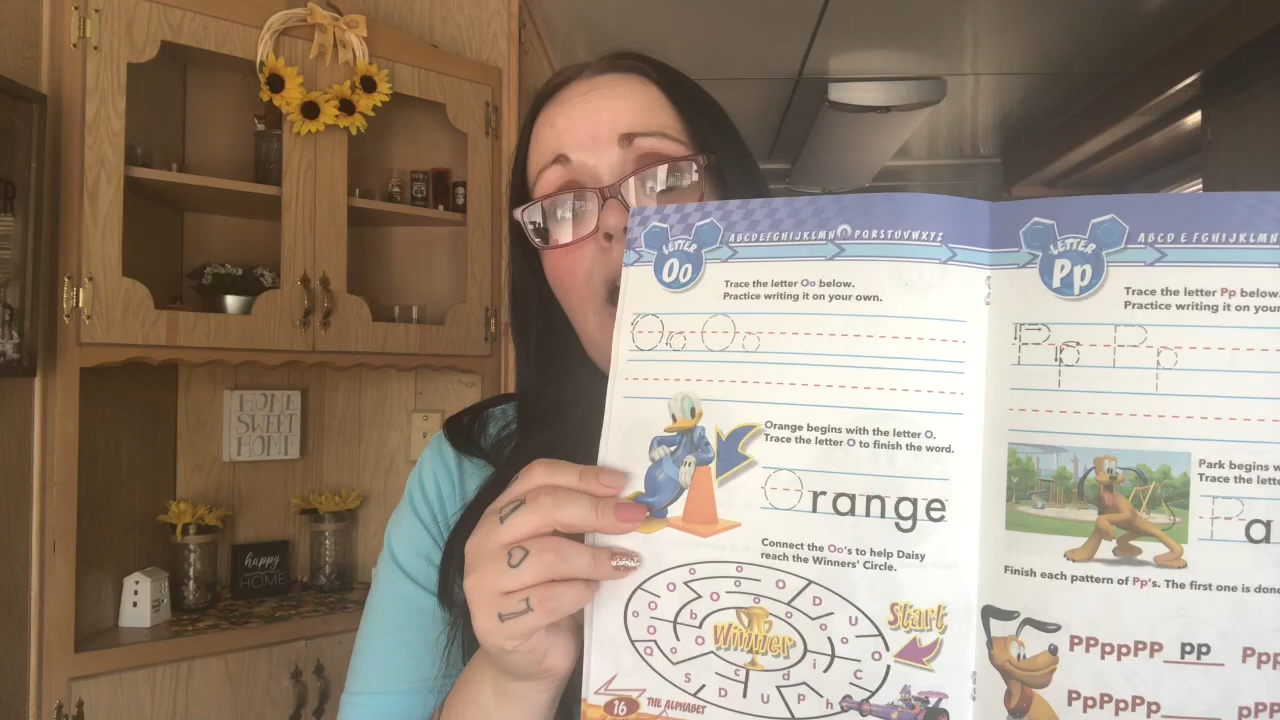 HOME
SWEET
HOME
happy
HOME
LETTER
Oo
ABCDEFGHIJKLMNOPQRSTUVWXYZ
Trace the letter Oo below.
Practice writing it on your own.
Oo Oo
Orange begins with the letter O.
Trace the letter O to finish the word.
Orange
Connect the Oo's to help Daisy
reach the Winners' Circle.
Start
Winner
16 THE ALPHABET
LETTER
Pp
ABCDEFGHIJKLMN
Trace the letter Pp below.
Practice writing it on your
Pp Pp
Park begins w
Trace the lette
Pa
Finish each pattern of Pp's. The first one is done
PPppPP pp
Ppp
PpPpPp
pPP